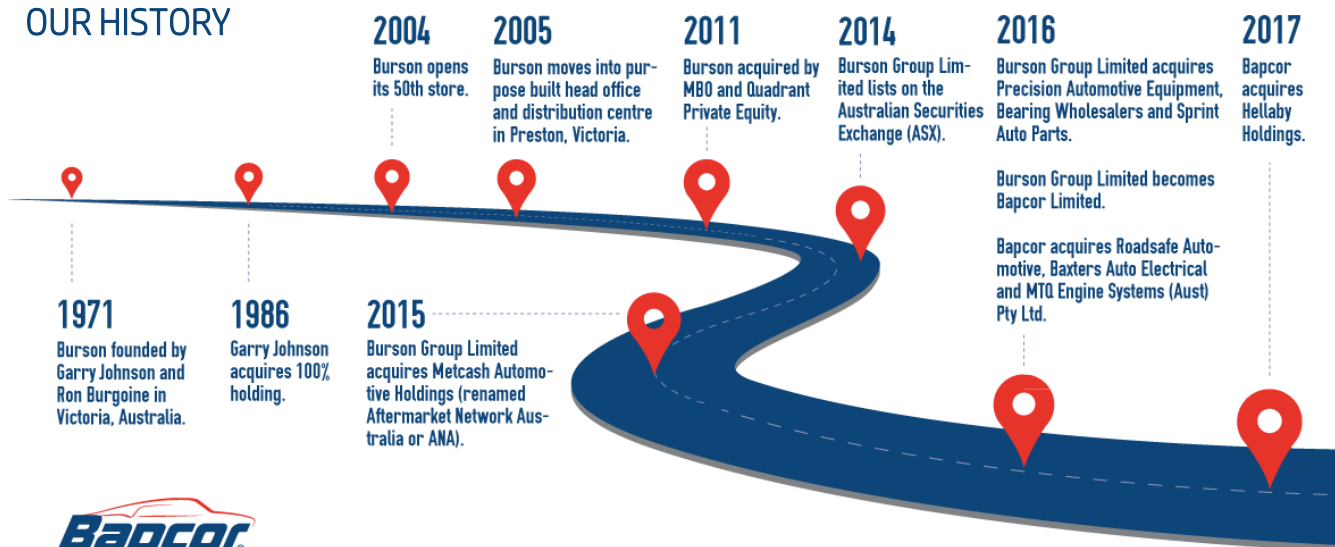 OUR HISTORY
2004
Burson opens
its 50th store.
2005
Burson moves into pur-
pose built head office
and distribution centre
in Preston, Victoria.
2011
Burson acquired by
MBO and Quadrant
Private Equity.
2014
Burson Group Lim-
ited lists on the
Australian Securities
Exchange (ASX).
2016
Burson Group Limited acquires
Precision Automotive Equipment,
Bearing Wholesalers and Sprint
Auto Parts.
Burson Group Limited becomes
Bapcor Limited.
Bapcor acquires Roadsafe Auto-
motive, Baxters Auto Electrical
and MTQ Engine Systems (Aust)
Pty Ltd.
2017
Bapcor
acquires
Hellaby
Holdings.
1971
Burson founded by
Garry Johnson and
Ron Burgoine in
Victoria, Australia.
1986
Garry Johnson
acquires 100%
holding.
2015
Burson Group Limited
acquires Metcash Automo-
tive Holdings (renamed
Aftermarket Network Aus-
tralia or ANA).
Bapcor